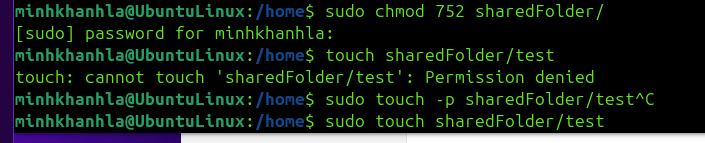 minhkhanhla@UbuntuLinux:/home$ sudo chmod 752 sharedFolder/
[sudo] password for minhkhanhla:
minhkhanhla@UbuntuLinux:/home$ touch sharedFolder/test
touch: cannot touch 'sharedFolder/test': Permission denied
minhkhanhla@UbuntuLinux:/home$ sudo touch -p sharedFolder/test^C
minhkhanhla@UbuntuLinux:/home$ sudo touch sharedFolder/test